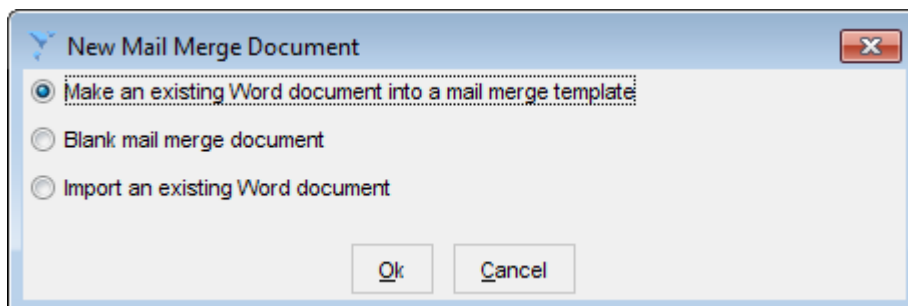 New Mail Merge Document
Make an existing Word document into a mail merge template
Blank mail merge document
Import an existing Word document
Ok Cancel